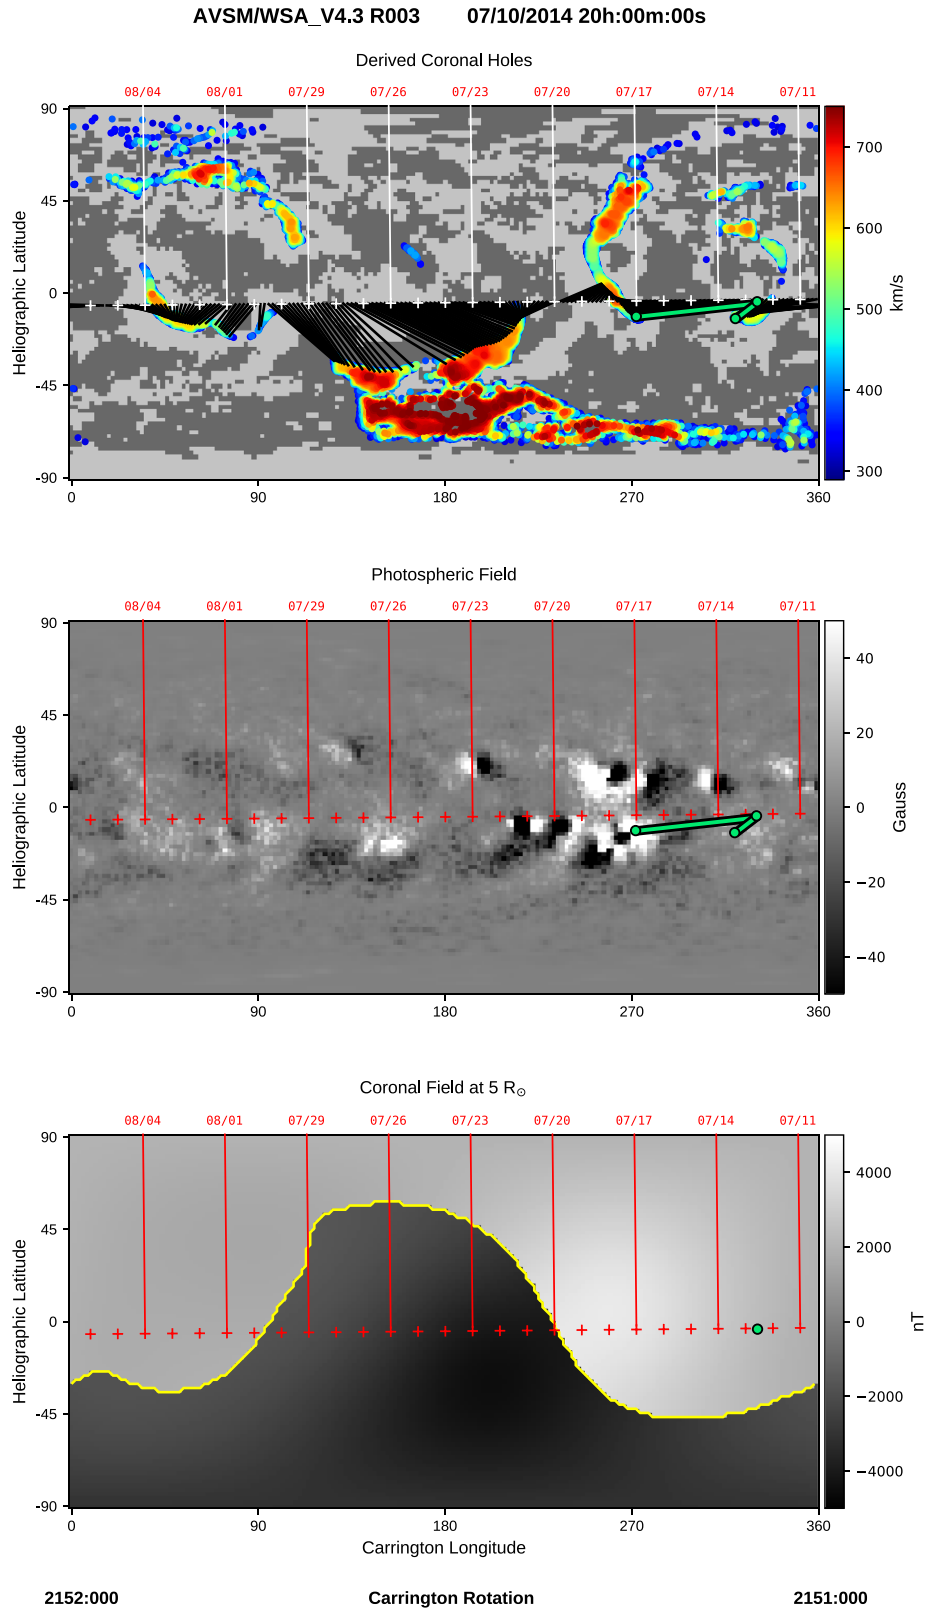 AVSM/WSA_V4.3 R003 07/10/2014 20h:00m:00s
Derived Coronal Holes
08/04 08/01 07/29 07/26 07/23 07/20 07/17 07/14 07/11
90
45
0
-45
-90
Heliographic Latitude
0 90 180 270 360
700
600
500
400
300
km/s
Photospheric Field
08/04 08/01 07/29 07/26 07/23 07/20 07/17 07/14 07/11
90
45
0
-45
-90
Heliographic Latitude
0 90 180 270 360
40
20
0
−20
−40
Gauss
Coronal Field at 5 R☉
08/04 08/01 07/29 07/26 07/23 07/20 07/17 07/14 07/11
90
45
0
-45
-90
Heliographic Latitude
0 90 180 270 360
Carrington Longitude
4000
2000
0
−2000
−4000
nT
2152:000 Carrington Rotation 2151:000